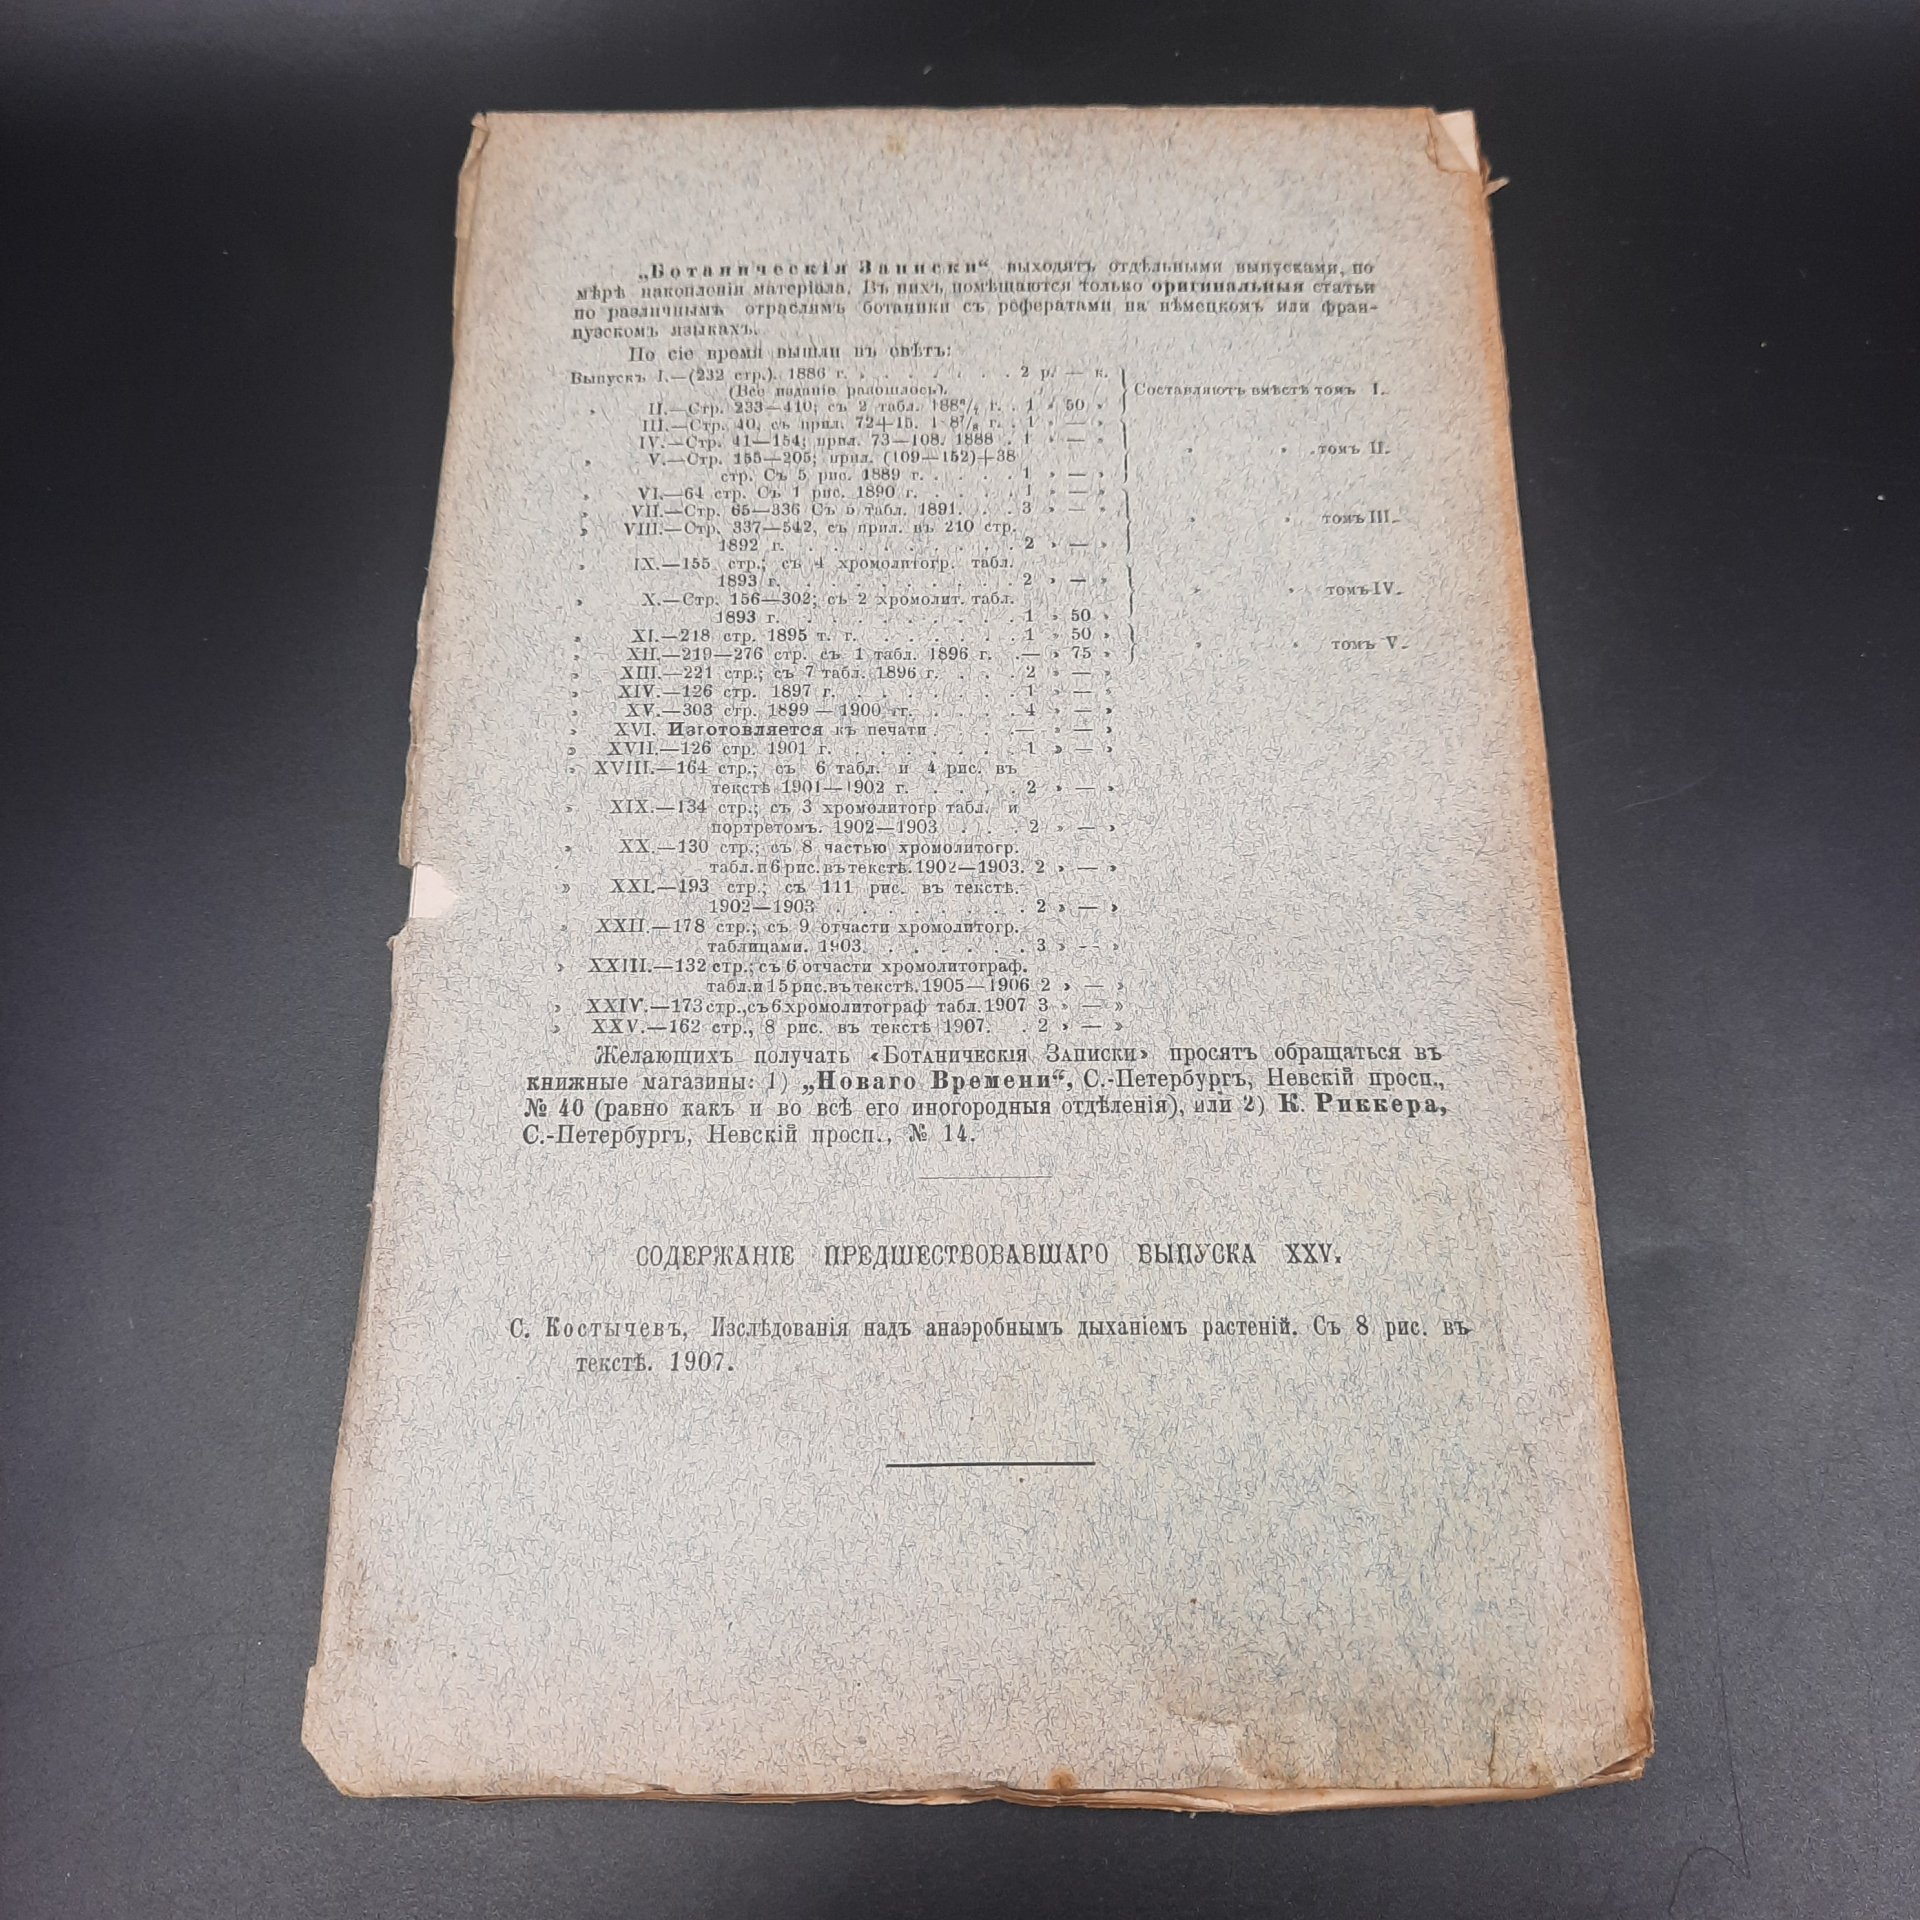 „Ботаническія Записки“ выходятъ отдѣльными выпусками, по
мѣрѣ накопленія матеріала. Въ нихъ помѣщаются только оригинальныя статьи
по различнымъ отраслямъ ботаники съ рефератами на нѣмецкомъ или фран-
цузскомъ языкахъ.
По сіе время вышли въ свѣтъ:
Выпускъ I.—(232 стр.). 1886 г. . . . . . . . 2 р. — к. Составляютъ вмѣстѣ томъ I.
(Все изданіе разошлось).
» II.—Стр. 233—410; съ 2 табл. 188⁶/₇ г. . 1 » 50 »
III.—Стр. 40, съ прил. 72+15. 1 8⁷/₈ г. . 1 » — »
IV.—Стр. 41—154; прил. 73—108. 1888 . 1 » — » » » томъ II.
» V.—Стр. 155—205; прил. (109—152)+38
стр. Съ 5 рис. 1889 г. . . . . . 1 » — »
» VI.—64 стр. Съ 1 рис. 1890 г. . . . . 1 » — »
» VII.—Стр. 65—336 Съ 5 табл. 1891. . . 3 » — » » » томъ III.
» VIII.—Стр. 337—542, съ прил. въ 210 стр.
1892 г. . . . . . . . . . 2 » — »
» IX.—155 стр.; съ 4 хромолитогр. табл.
1893 г. . . . . . . . . . 2 » — » » » томъ IV.
» X.—Стр. 156—302; съ 2 хромолит. табл.
1893 г. . . . . . . . . . 1 » 50 »
» XI.—218 стр. 1895 т. г. . . . . . . 1 » 50 » » » томъ V.
» XII.—219—276 стр. съ 1 табл. 1896 г. .— » 75 »
» XIII.—221 стр.; съ 7 табл. 1896 г. . . . 2 » — »
» XIV.—126 стр. 1897 г. . . . . . . . 1 » — »
» XV.—303 стр. 1899 — 1900 гг. . . . . 4 » — »
» XVI. Изготовляется къ печати . . . .— » — »
» XVII.—126 стр. 1901 г. . . . . . . . 1 » — »
» XVIII.—164 стр.; съ 6 табл. и 4 рис. въ
текстѣ 1901—1902 г. . . . . . 2 » — »
» XIX.—134 стр.; съ 3 хромолитогр табл. и
портретомъ. 1902—1903 . . . 2 » — »
» XX.—130 стр.; съ 8 частью хромолитогр.
табл. и 6 рис. въ текстѣ. 1902—1903. 2 » — »
» XXI.—193 стр.; съ 111 рис. въ текстѣ.
1902—1903 . . . . . . . . 2 » — »
» XXII.—178 стр.; съ 9 отчасти хромолитогр.
таблицами. 1903. . . . . . . 3 » — »
» XXIII.—132 стр.; съ 6 отчасти хромолитограф.
табл. и 15 рис. въ текстѣ. 1905—1906 2 » — »
» XXIV.—173 стр., съ 6 хромолитограф табл. 1907 3 » — »
» XXV.—162 стр., 8 рис. въ текстѣ 1907. . 2 » — »
Желающихъ получать «Ботаническія Записки» просятъ обращаться въ
книжные магазины: 1) „Новаго Времени“, С.-Петербургъ, Невскій просп.,
№ 40 (равно какъ и во всѣ его иногородныя отдѣленія), или 2) К. Риккера,
С.-Петербургъ, Невскій просп., № 14.
СОДЕРЖАНІЕ ПРЕДШЕСТВОВАВШАГО ВЫПУСКА XXV.
С. Костычевъ, Изслѣдованія надъ анаэробнымъ дыханіемъ растеній. Съ 8 рис. въ
текстѣ. 1907.